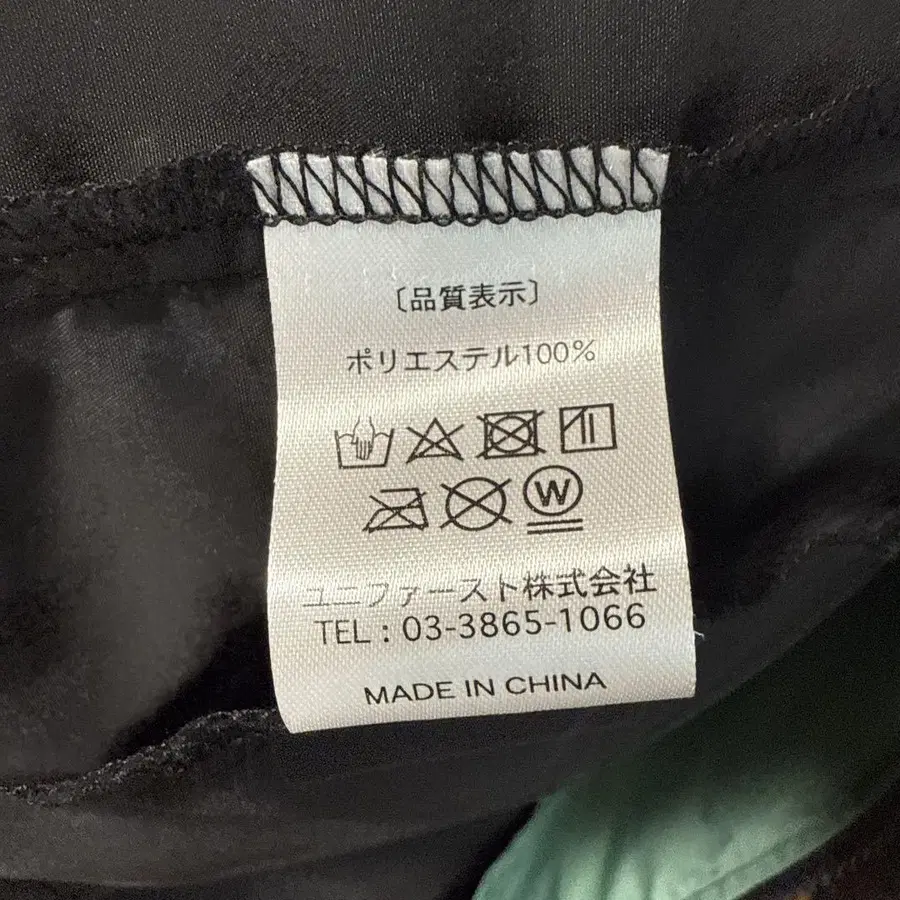 〔品質表示〕
ポリエステル100%
W
ユニファースト株式会社
TEL : 03-3865-1066
MADE IN CHINA